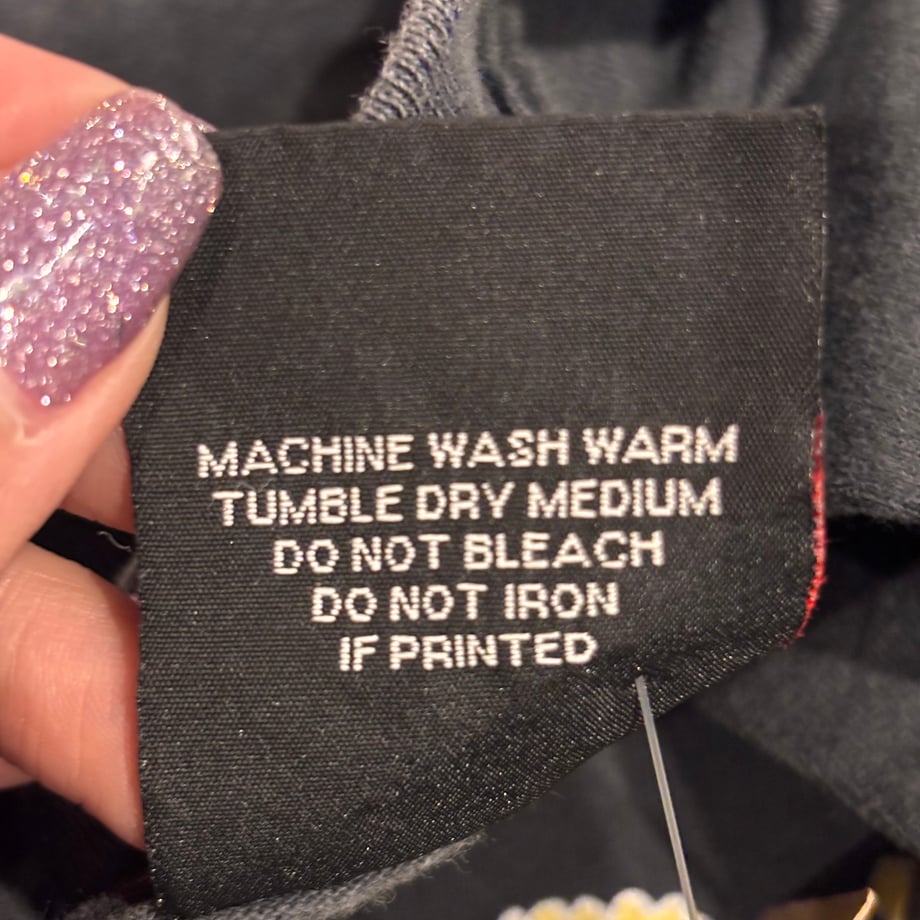 MACHINE WASH WARM
TUMBLE DRY MEDIUM
DO NOT BLEACH
DO NOT IRON
IF PRINTED